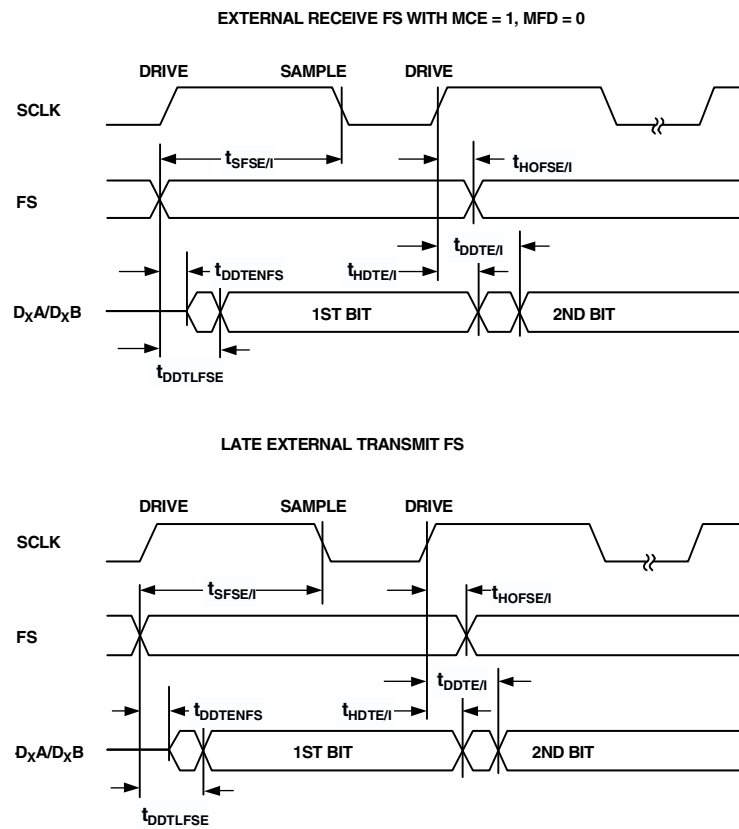 EXTERNAL RECEIVE FS WITH MCE = 1, MFD = 0
DRIVE SAMPLE DRIVE
SCLK
tSFSE/I tHOFSE/I
FS
tDDTE/I
tDDTENFS tHDTE/I
DXA/DXB 1ST BIT 2ND BIT
tDDTLFSE
LATE EXTERNAL TRANSMIT FS
DRIVE SAMPLE DRIVE
SCLK
tSFSE/I tHOFSE/I
FS
tDDTE/I
tDDTENFS tHDTE/I
DXA/DXB 1ST BIT 2ND BIT
tDDTLFSE